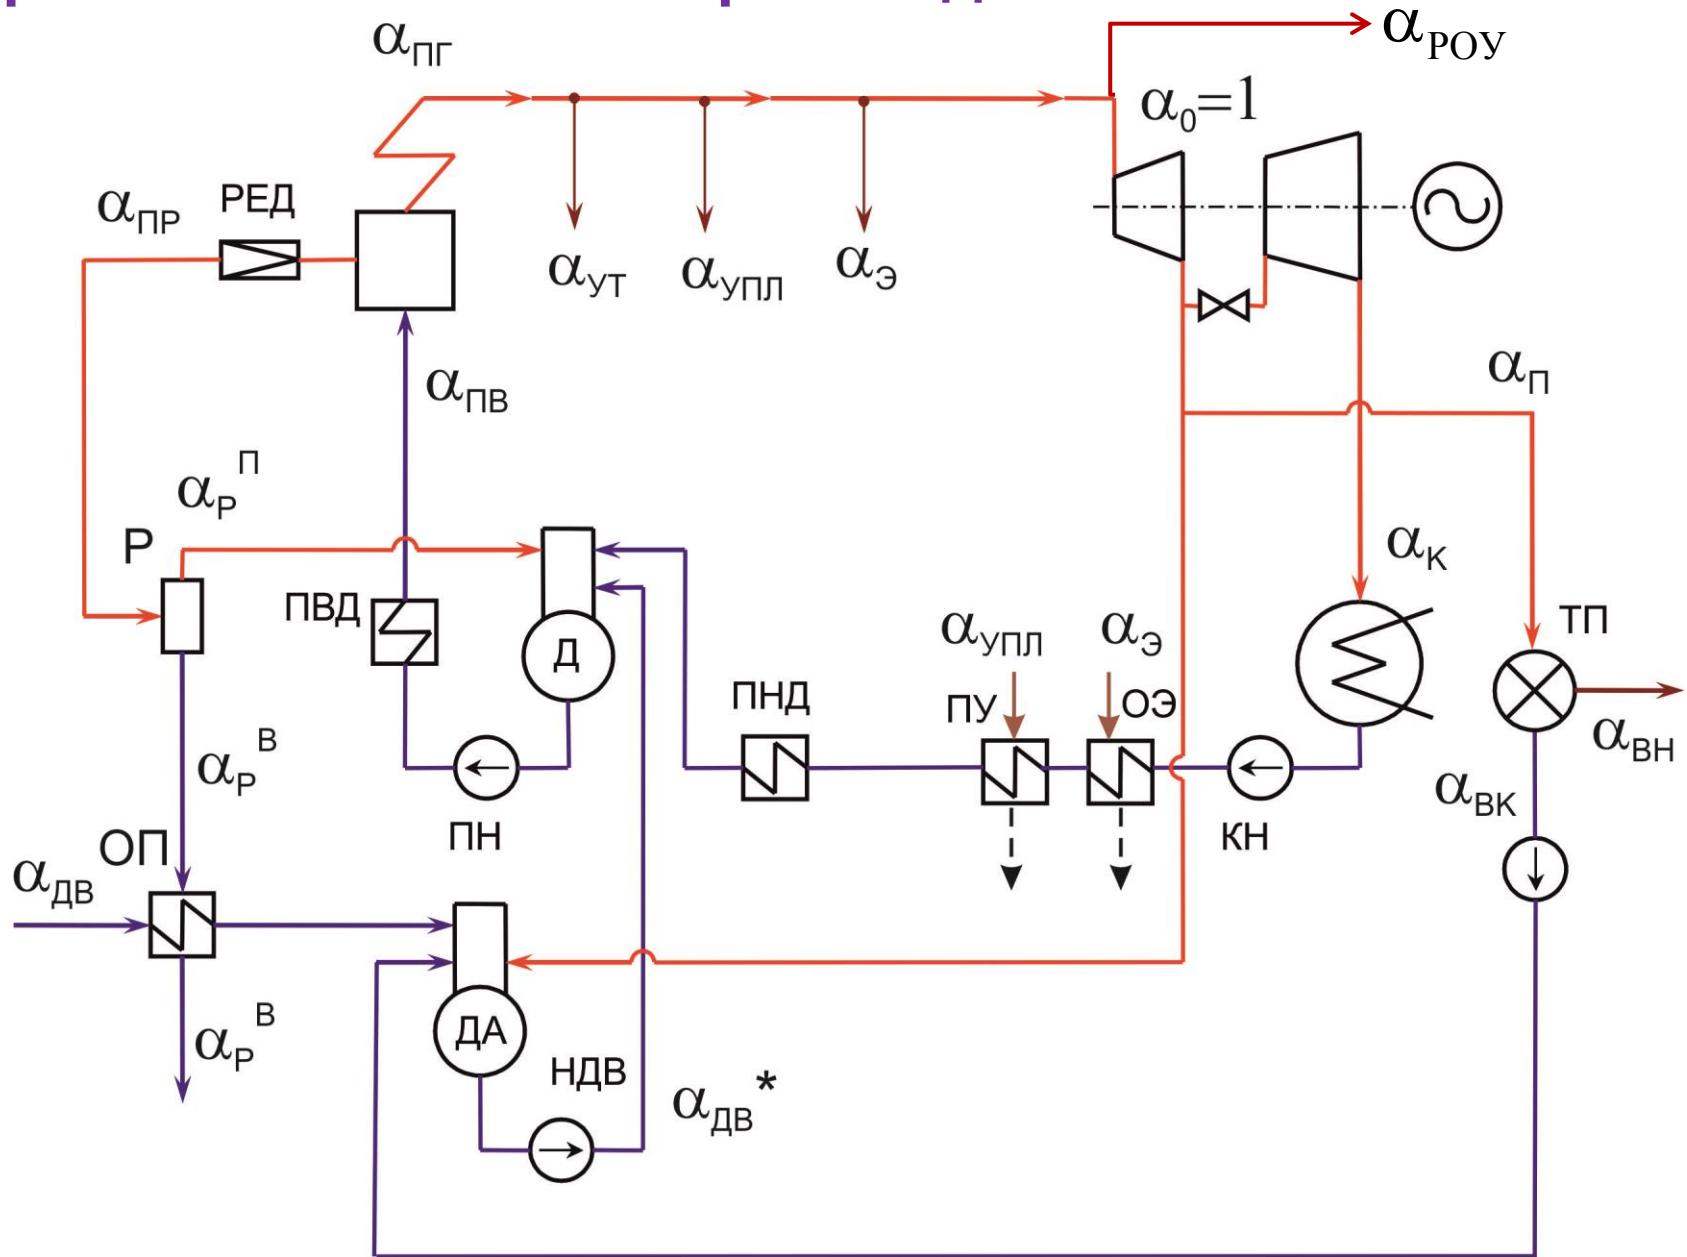 αПГ
αРОУ
α0=1
αПР
РЕД
αУТ
αУПЛ
αЭ
αПВ
αП
αРП
Р
αК
ПВД
Д
αУПЛ
αЭ
ТП
ПНД
ПУ
ОЭ
αВН
αРВ
αВК
ПН
КН
ОП
αДВ
αРВ
ДА
НДВ
αДВ*